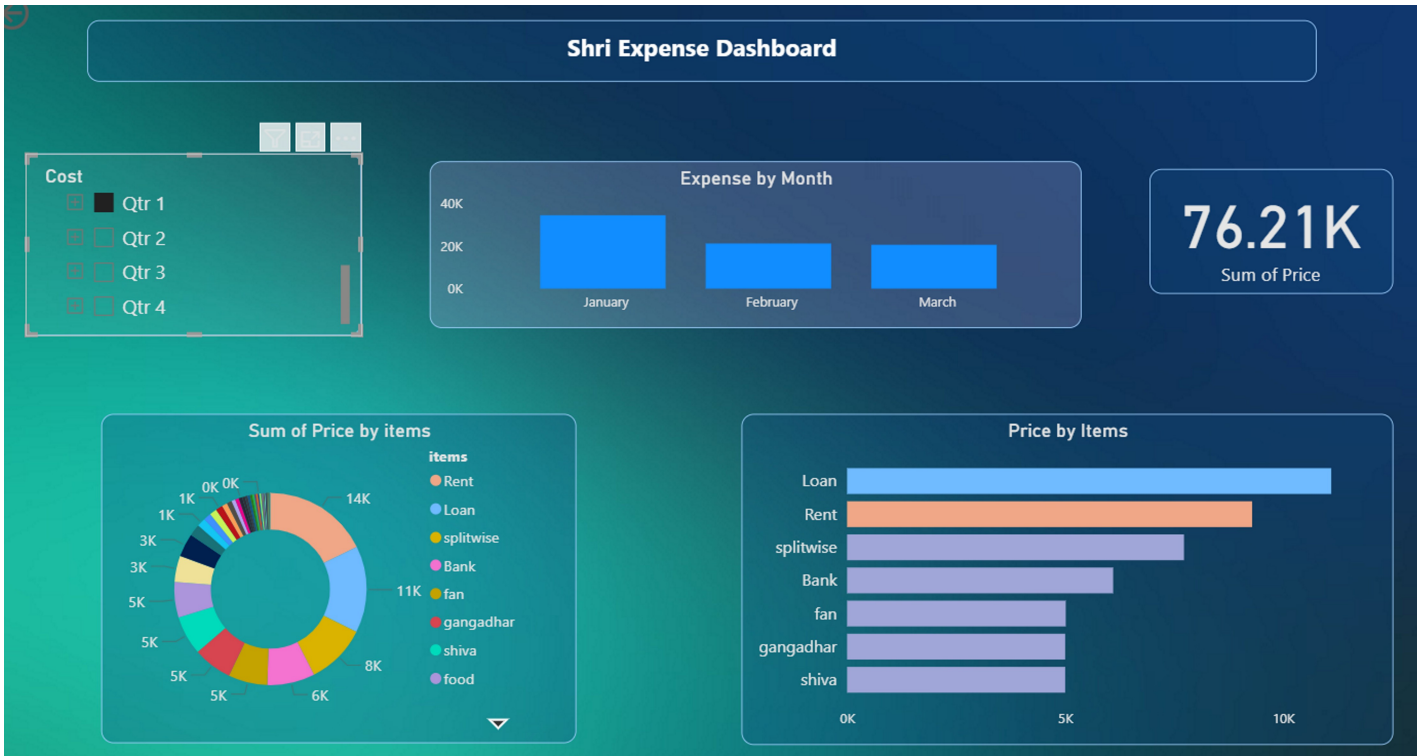 Shri Expense Dashboard
Cost
Qtr 1
Qtr 2
Qtr 3
Qtr 4
Expense by Month
40K
20K
0K
January February March
76.21K
Sum of Price
Sum of Price by items
items
Rent
Loan
splitwise
Bank
fan
gangadhar
shiva
food
14K
11K
8K
6K
5K
5K
5K
5K
3K
3K
1K
1K
0K
0K
Price by Items
Loan
Rent
splitwise
Bank
fan
gangadhar
shiva
0K 5K 10K